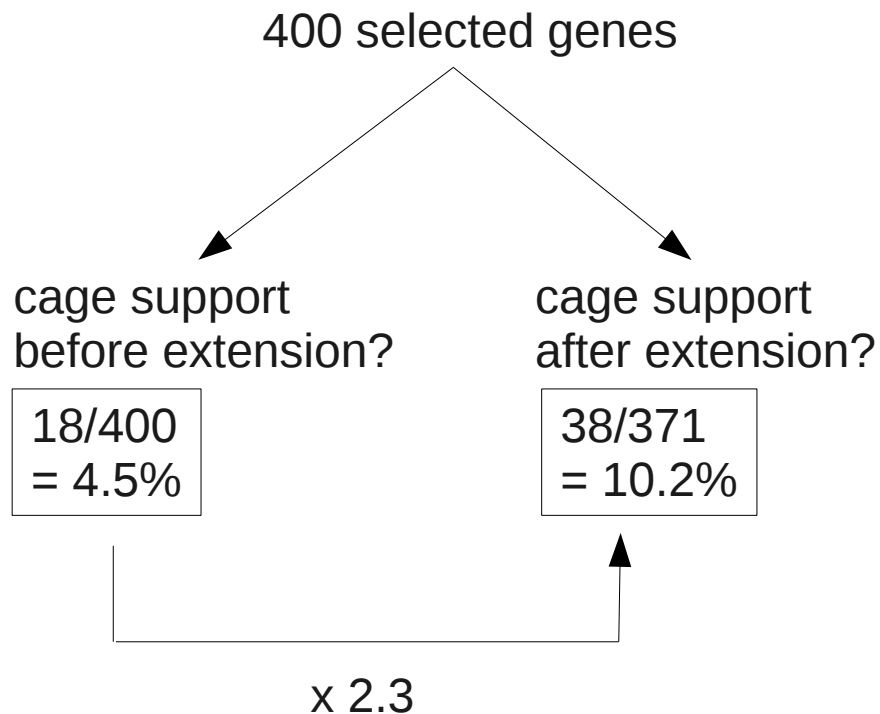 400 selected genes
cage support
before extension?
18/400
= 4.5%
cage support
after extension?
38/371
= 10.2%
x 2.3